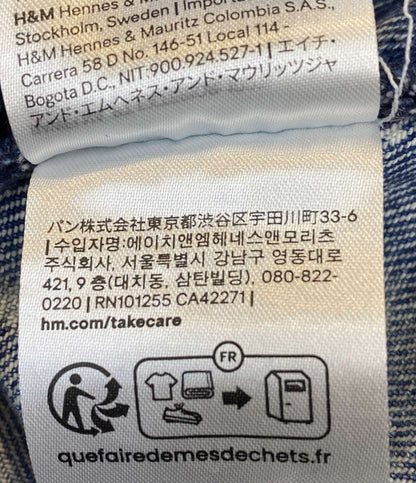 H&M Hennes & M
Stockholm, Sweden | Import
H&M Hennes & Mauritz Colombia S.A.S.,
Carrera 58 D No. 146-51 Local 114 -
Bogota D.C., NIT:900.924.527-1 | エイチ・
アンド・エムヘネス・アンド・マウリッツジャ
パン株式会社東京都渋谷区宇田川町33-6
| 수입자명:에이치앤엠헤네스앤모리츠
주식회사, 서울특별시 강남구 영동대로
421, 9 층(대치동, 삼탄빌딩), 080-822-
0220 | RN101255 CA42271 |
hm.com/takecare
FR
quefairedemesdechets.fr